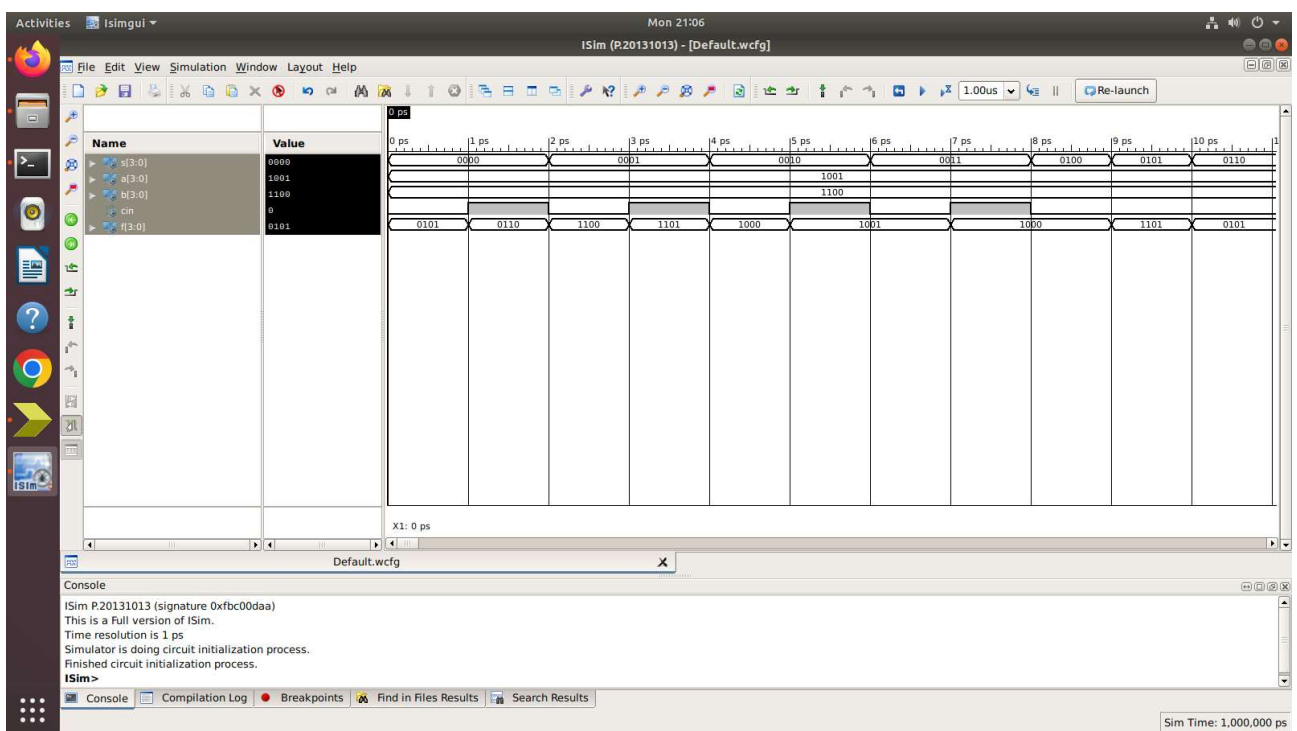 Activities Isimgui Mon 21:06
ISim (P.20131013) - [Default.wcfg]
File Edit View Simulation Window Layout Help
1.00us Re-launch
0 ps
Name Value 0 ps 1 ps 2 ps 3 ps 4 ps 5 ps 6 ps 7 ps 8 ps 9 ps 10 ps 1
s[3:0] 0000 0000 0001 0010 0011 0100 0101 0110
a[3:0] 1001 1001
b[3:0] 1100 1100
cin 0
f[3:0] 0101 0101 0110 1100 1101 1000 1001 1000 1101 0101
X1: 0 ps
Default.wcfg
Console
ISim P.20131013 (signature 0xfbc00daa)
This is a Full version of ISim.
Time resolution is 1 ps
Simulator is doing circuit initialization process.
Finished circuit initialization process.
ISim>
Console Compilation Log Breakpoints Find in Files Results Search Results
Sim Time: 1,000,000 ps